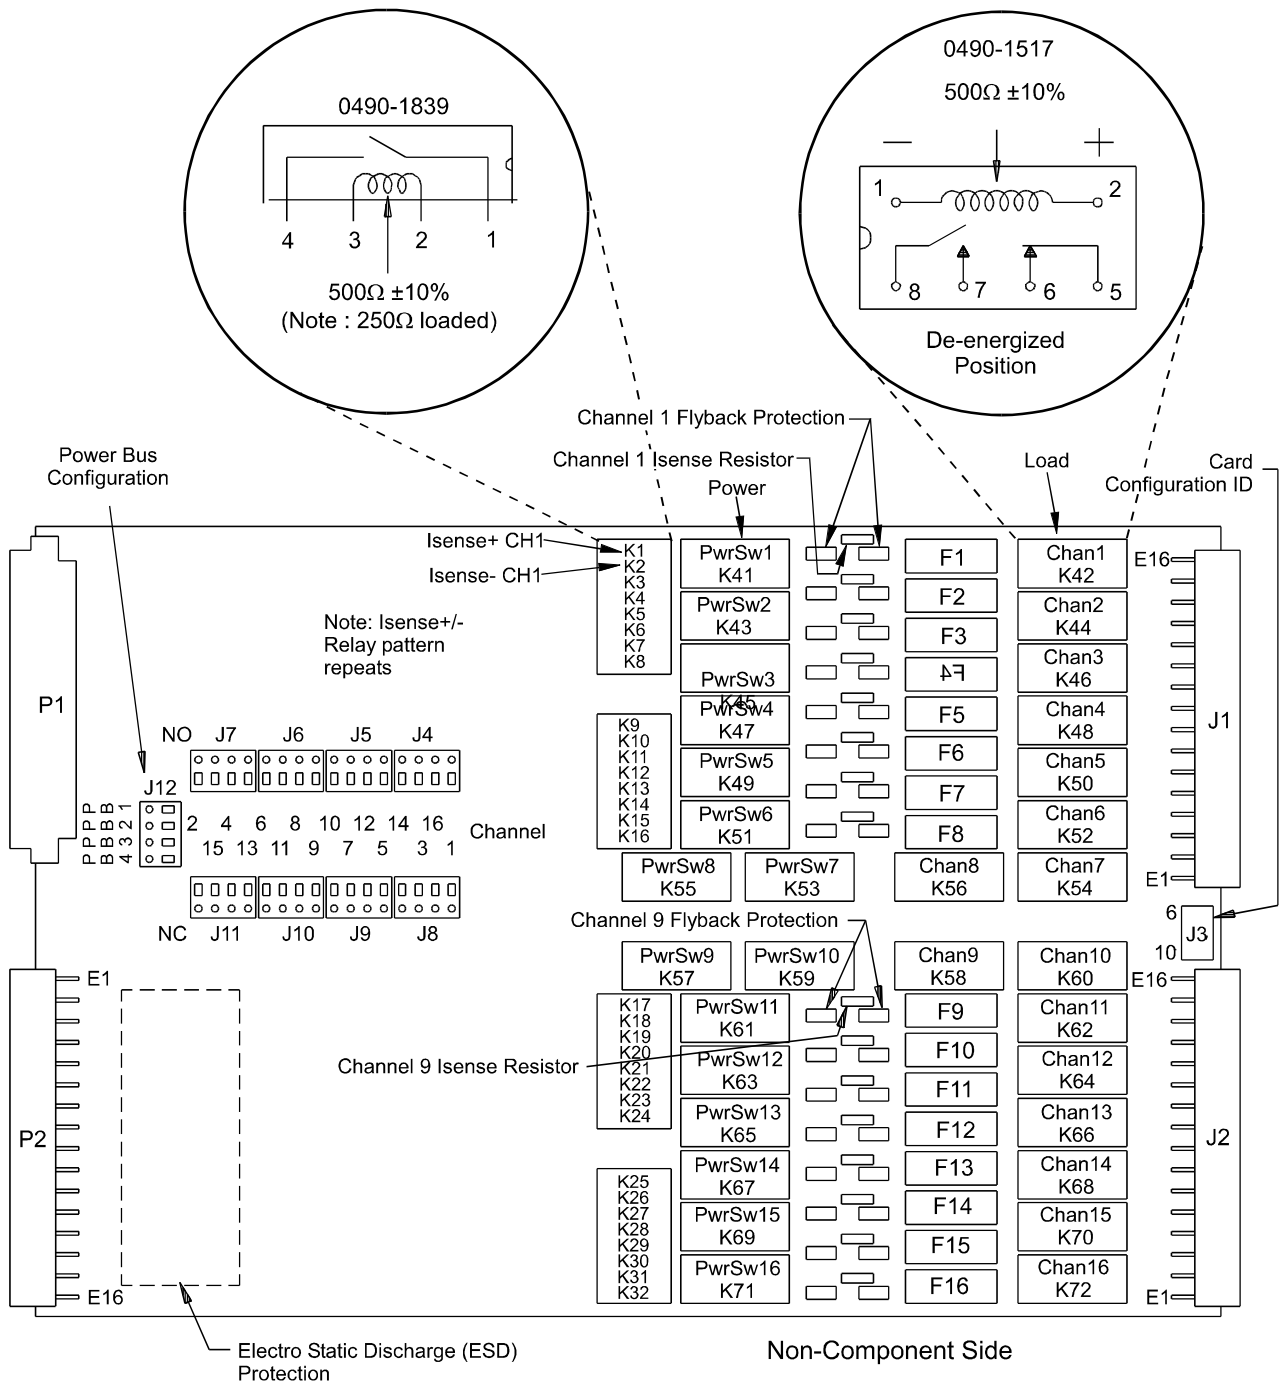 0490-1839
4 3 2 1
500Ω ±10%
(Note : 250Ω loaded)
0490-1517
500Ω ±10%
— +
1 2
8 7 6 5
De-energized
Position
Channel 1 Flyback Protection
Channel 1 Isense Resistor
Power
Load
Card
Configuration ID
Power Bus
Configuration
Isense+ CH1
Isense- CH1
Note: Isense+/-
Relay pattern
repeats
P1
NO J7 J6 J5 J4
J12
P P P P
B B B B
4 3 2 1
2 4 6 8 10 12 14 16
15 13 11 9 7 5 3 1
Channel
NC J11 J10 J9 J8
K1
K2
K3
K4
K5
K6
K7
K8
K9
K10
K11
K12
K13
K14
K15
K16
PwrSw1
K41
PwrSw2
K43
PwrSw3
K45
PwrSw4
K47
PwrSw5
K49
PwrSw6
K51
PwrSw8
K55
PwrSw7
K53
F1
F2
F3
F4
F5
F6
F7
F8
Chan1
K42
Chan2
K44
Chan3
K46
Chan4
K48
Chan5
K50
Chan6
K52
Chan8
K56
Chan7
K54
E16
J1
E1
6
J3
10
Channel 9 Flyback Protection
PwrSw9
K57
PwrSw10
K59
Chan9
K58
Chan10
K60
E1
P2
E16
K17
K18
K19
K20
K21
K22
K23
K24
Channel 9 Isense Resistor
K25
K26
K27
K28
K29
K30
K31
K32
PwrSw11
K61
PwrSw12
K63
PwrSw13
K65
PwrSw14
K67
PwrSw15
K69
PwrSw16
K71
F9
F10
F11
F12
F13
F14
F15
F16
Chan11
K62
Chan12
K64
Chan13
K66
Chan14
K68
Chan15
K70
Chan16
K72
E16
J2
E1
Electro Static Discharge (ESD)
Protection
Non-Component Side